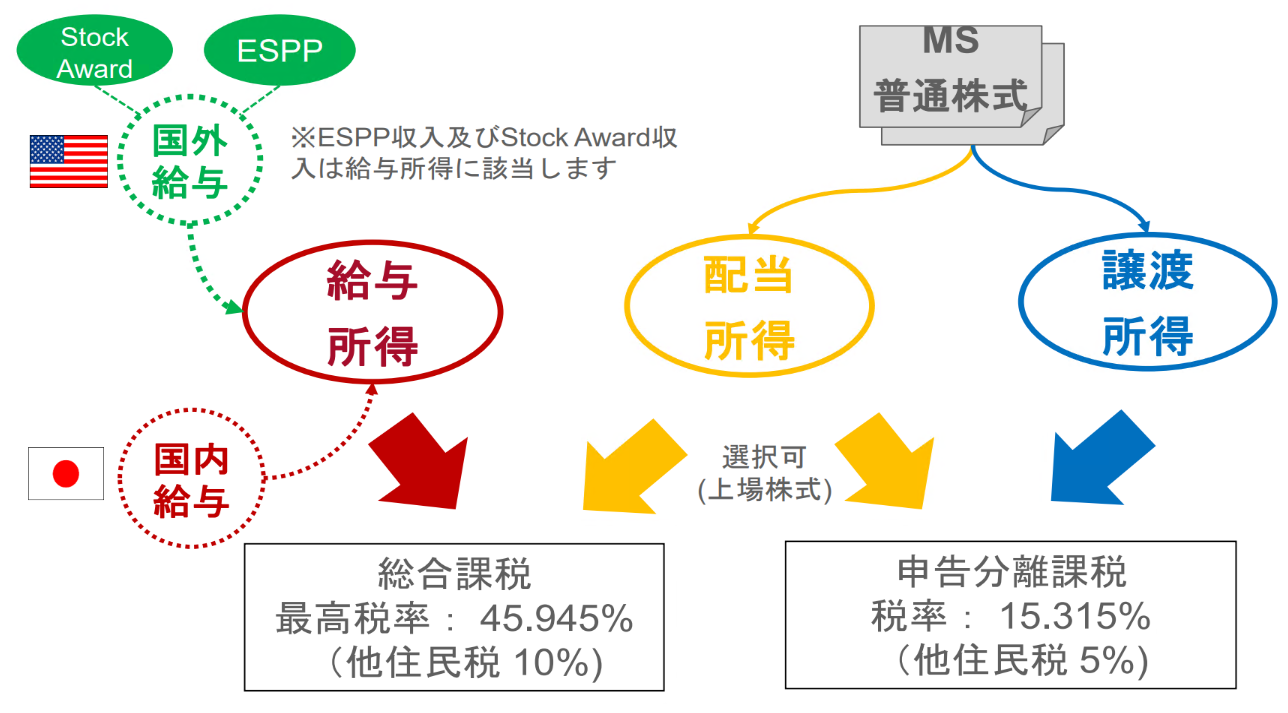 Stock
Award
ESPP
国外
給与
※ESPP収入及びStock Award収
入は給与所得に該当します
MS
普通株式
給与
所得
配当
所得
譲渡
所得
国内
給与
選択可
(上場株式)
総合課税
最高税率： 45.945%
（他住民税 10%)
申告分離課税
税率： 15.315%
（他住民税 5%)